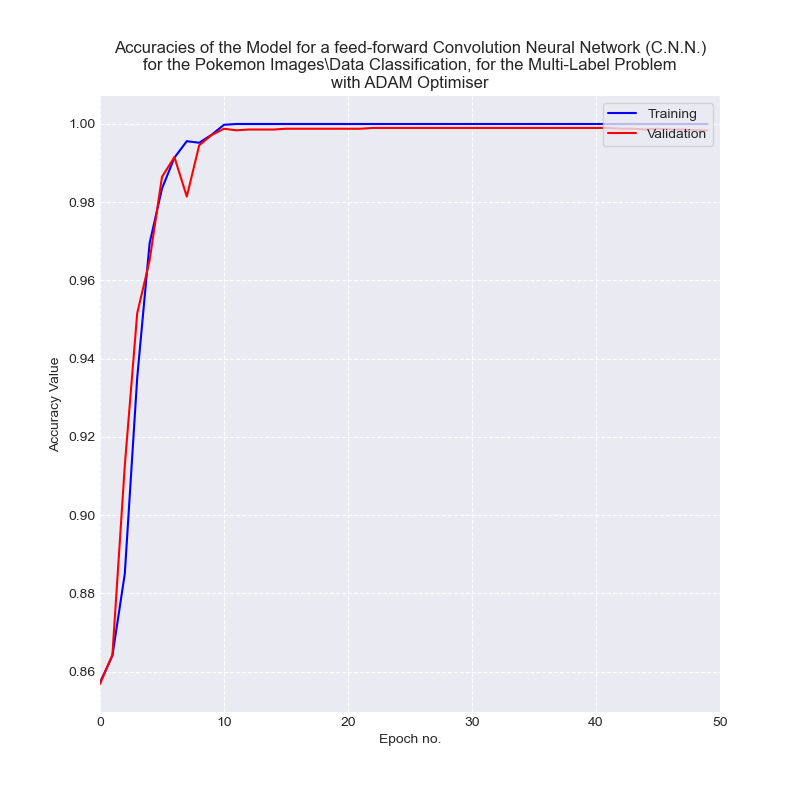 Accuracies of the Model for a feed-forward Convolution Neural Network (C.N.N.)
for the Pokemon Images\Data Classification, for the Multi-Label Problem
with ADAM Optimiser
Training
Validation
1.00
0.98
0.96
0.94
0.92
0.90
0.88
0.86
Accuracy Value
0 10 20 30 40 50
Epoch no.